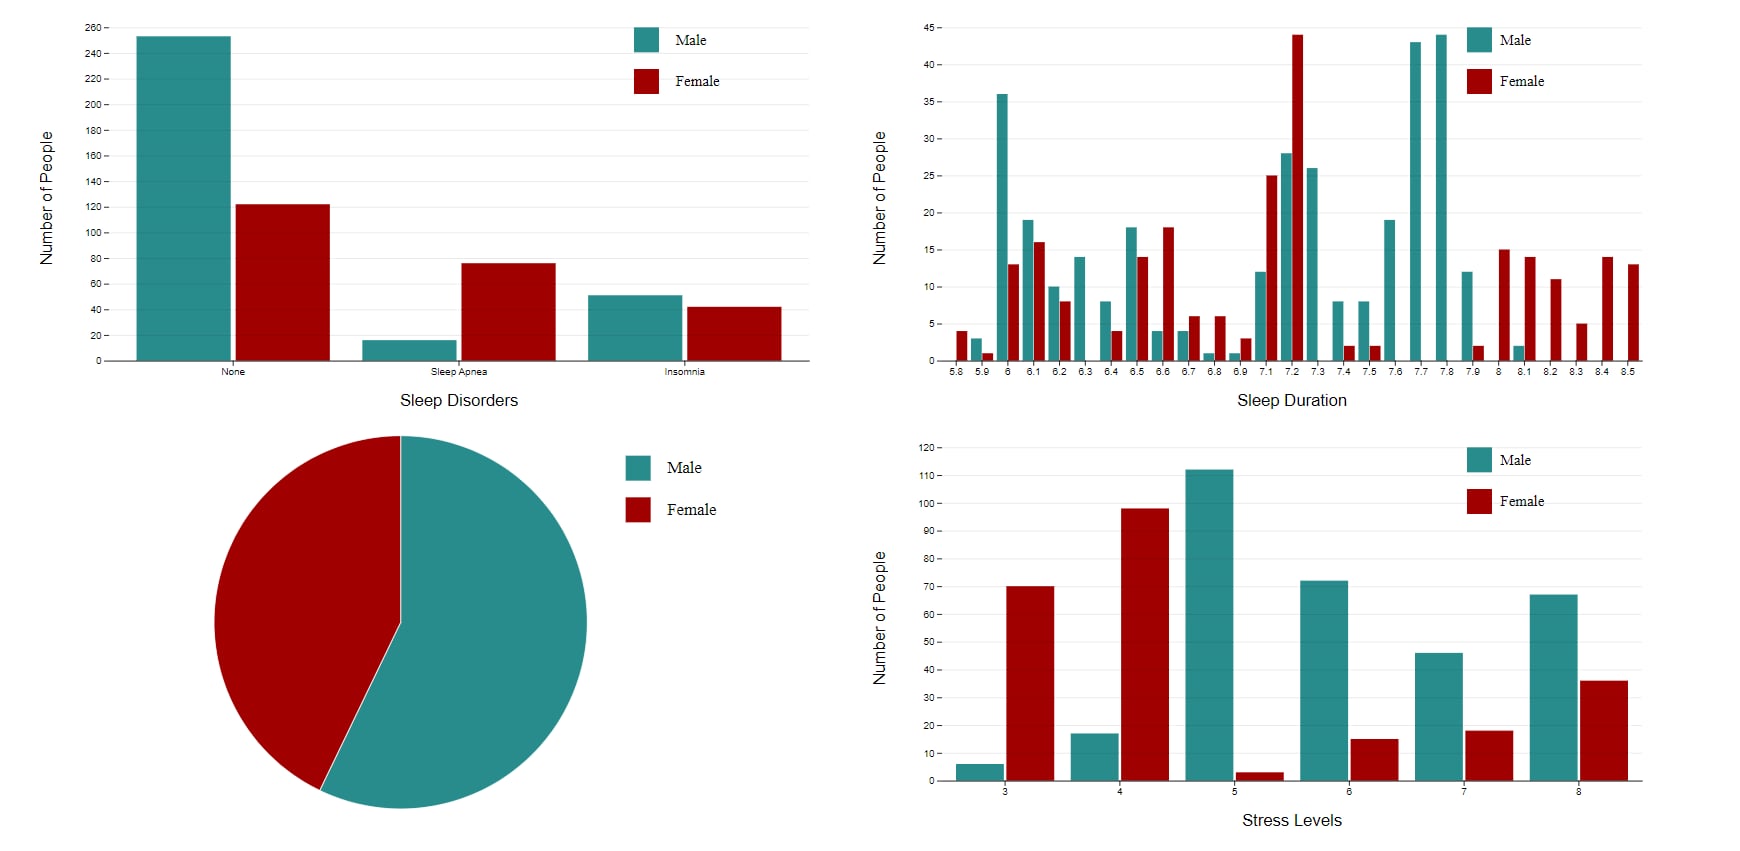 260
240
220
200
180
160
140
120
100
80
60
40
20
0
Number of People
Male
Female
None Sleep Apnea Insomnia
Sleep Disorders
45
40
35
30
25
20
15
10
5
0
Number of People
Male
Female
5.8 5.9 6 6.1 6.2 6.3 6.4 6.5 6.6 6.7 6.8 6.9 7.1 7.2 7.3 7.4 7.5 7.6 7.7 7.8 7.9 8 8.1 8.2 8.3 8.4 8.5
Sleep Duration
Male
Female
120
110
100
90
80
70
60
50
40
30
20
10
0
Number of People
Male
Female
3 4 5 6 7 8
Stress Levels